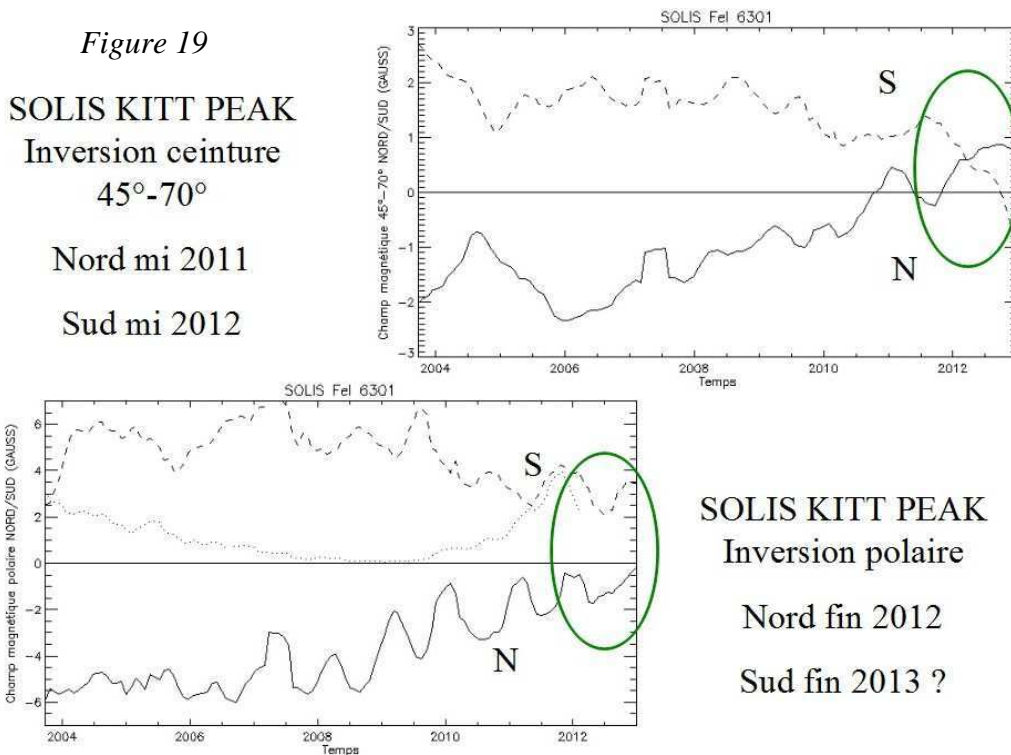 Figure 19
SOLIS KITT PEAK
Inversion ceinture
45°-70°
Nord mi 2011
Sud mi 2012
SOLIS FeI 6301
Champ magnétique 45°-70° NORD/SUD (GAUSS)
3
2
1
0
-1
-2
-3
S
N
2004
2006
2008
2010
2012
Temps
SOLIS FeI 6301
Champ magnétique polaire NORD/SUD (GAUSS)
6
4
2
0
-2
-4
-6
S
N
2004
2006
2008
2010
2012
Temps
SOLIS KITT PEAK
Inversion polaire
Nord fin 2012
Sud fin 2013 ?